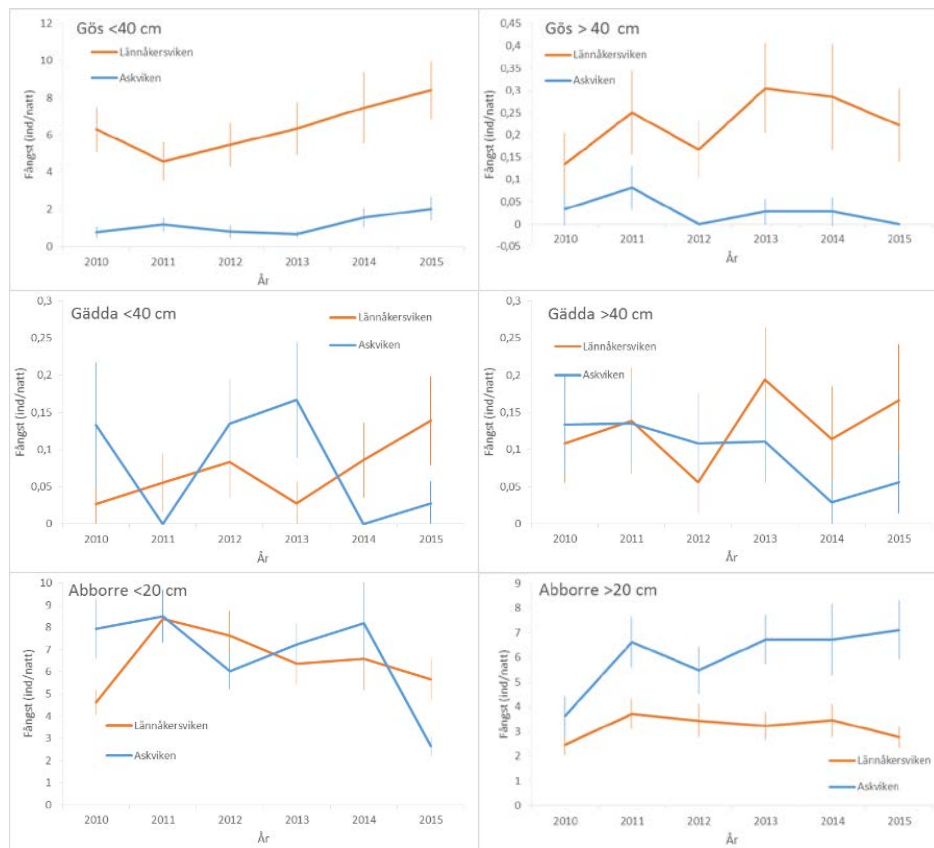 Gös <40 cm
Lännåkersviken
Askviken
Fångst (ind/natt)
12
10
8
6
4
2
0
2010 2011 2012 2013 2014 2015
År
Gös > 40 cm
Lännåkersviken
Askviken
Fångst (ind/natt)
0,45
0,4
0,35
0,3
0,25
0,2
0,15
0,1
0,05
0
-0,05
2010 2011 2012 2013 2014 2015
År
Gädda <40 cm
Lännåkersviken
Askviken
Fångst (ind/natt)
0,3
0,25
0,2
0,15
0,1
0,05
0
2010 2011 2012 2013 2014 2015
År
Gädda >40 cm
Lännåkersviken
Askviken
Fångst (ind/natt)
0,3
0,25
0,2
0,15
0,1
0,05
0
2010 2011 2012 2013 2014 2015
År
Abborre <20 cm
Lännåkersviken
Askviken
Fångst (ind/natt)
10
9
8
7
6
5
4
3
2
1
0
2010 2011 2012 2013 2014 2015
År
Abborre >20 cm
Lännåkersviken
Askviken
Fångst (ind/natt)
9
8
7
6
5
4
3
2
1
0
2010 2011 2012 2013 2014 2015
År